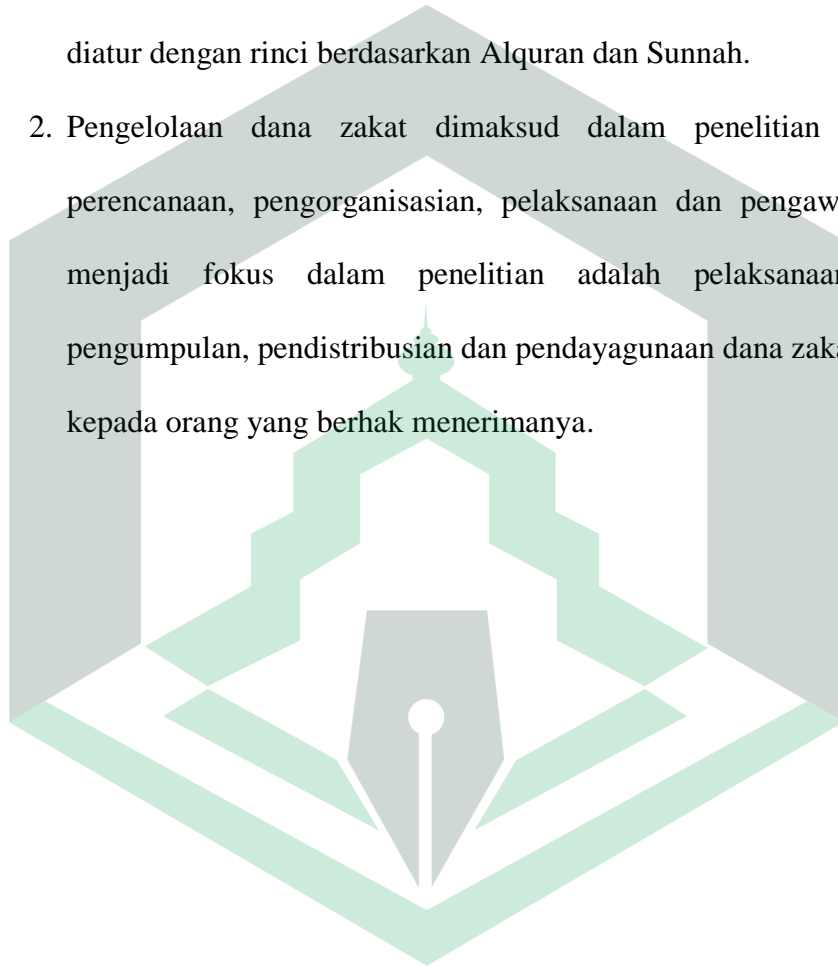 diatur dengan rinci berdasarkan Alquran dan Sunnah.
2. Pengelolaan dana zakat dimaksud dalam penelitian
perencanaan, pengorganisasian, pelaksanaan dan pengaw
menjadi fokus dalam penelitian adalah pelaksanaan
pengumpulan, pendistribusian dan pendayagunaan dana zaka
kepada orang yang berhak menerimanya.